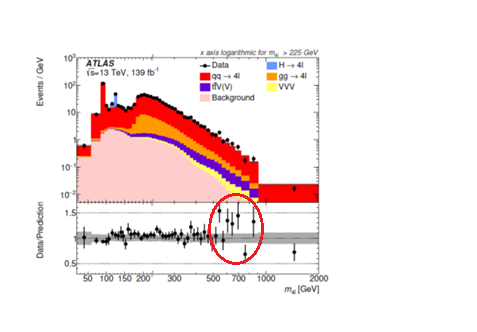 x axis logarithmic for m₄ₗ > 225 GeV
ATLAS
√s=13 TeV, 139 fb⁻¹
Data
H → 4l
qq → 4l
gg → 4l
tt̄V(V)
VVV
Background
Events / GeV
10³
10²
10
1
10⁻¹
10⁻²
Data/Prediction
1.5
1
0.5
50 100 150 200 300 500 700 1000 2000
m₄ₗ [GeV]